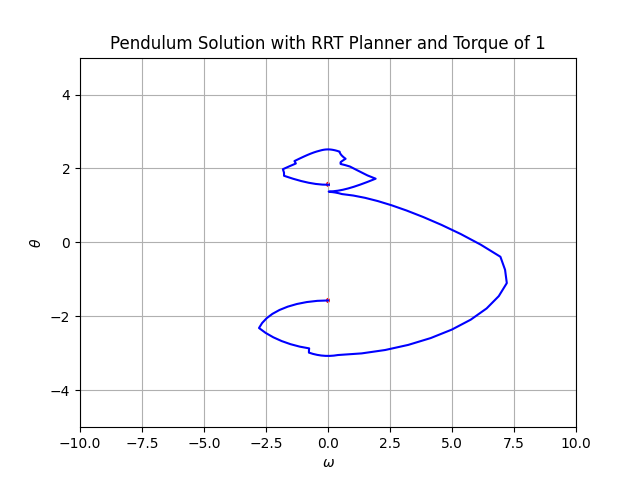 Pendulum Solution with RRT Planner and Torque of 1
4
2
0
−2
−4
θ
−10.0 −7.5 −5.0 −2.5 0.0 2.5 5.0 7.5 10.0
ω